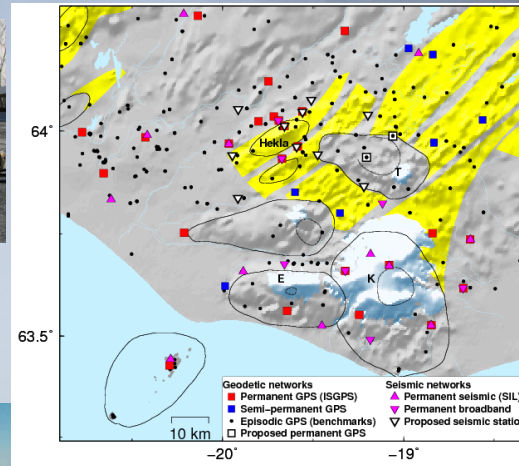 64°
Hekla
T
E
K
63.5°
Geodetic networks
Permanent GPS (ISGPS)
Semi-permanent GPS
Episodic GPS (benchmarks)
Proposed permanent GPS
Seismic networks
Permanent seismic (SIL)
Permanent broadband
Proposed seismic statio
10 km
-20°
-19°